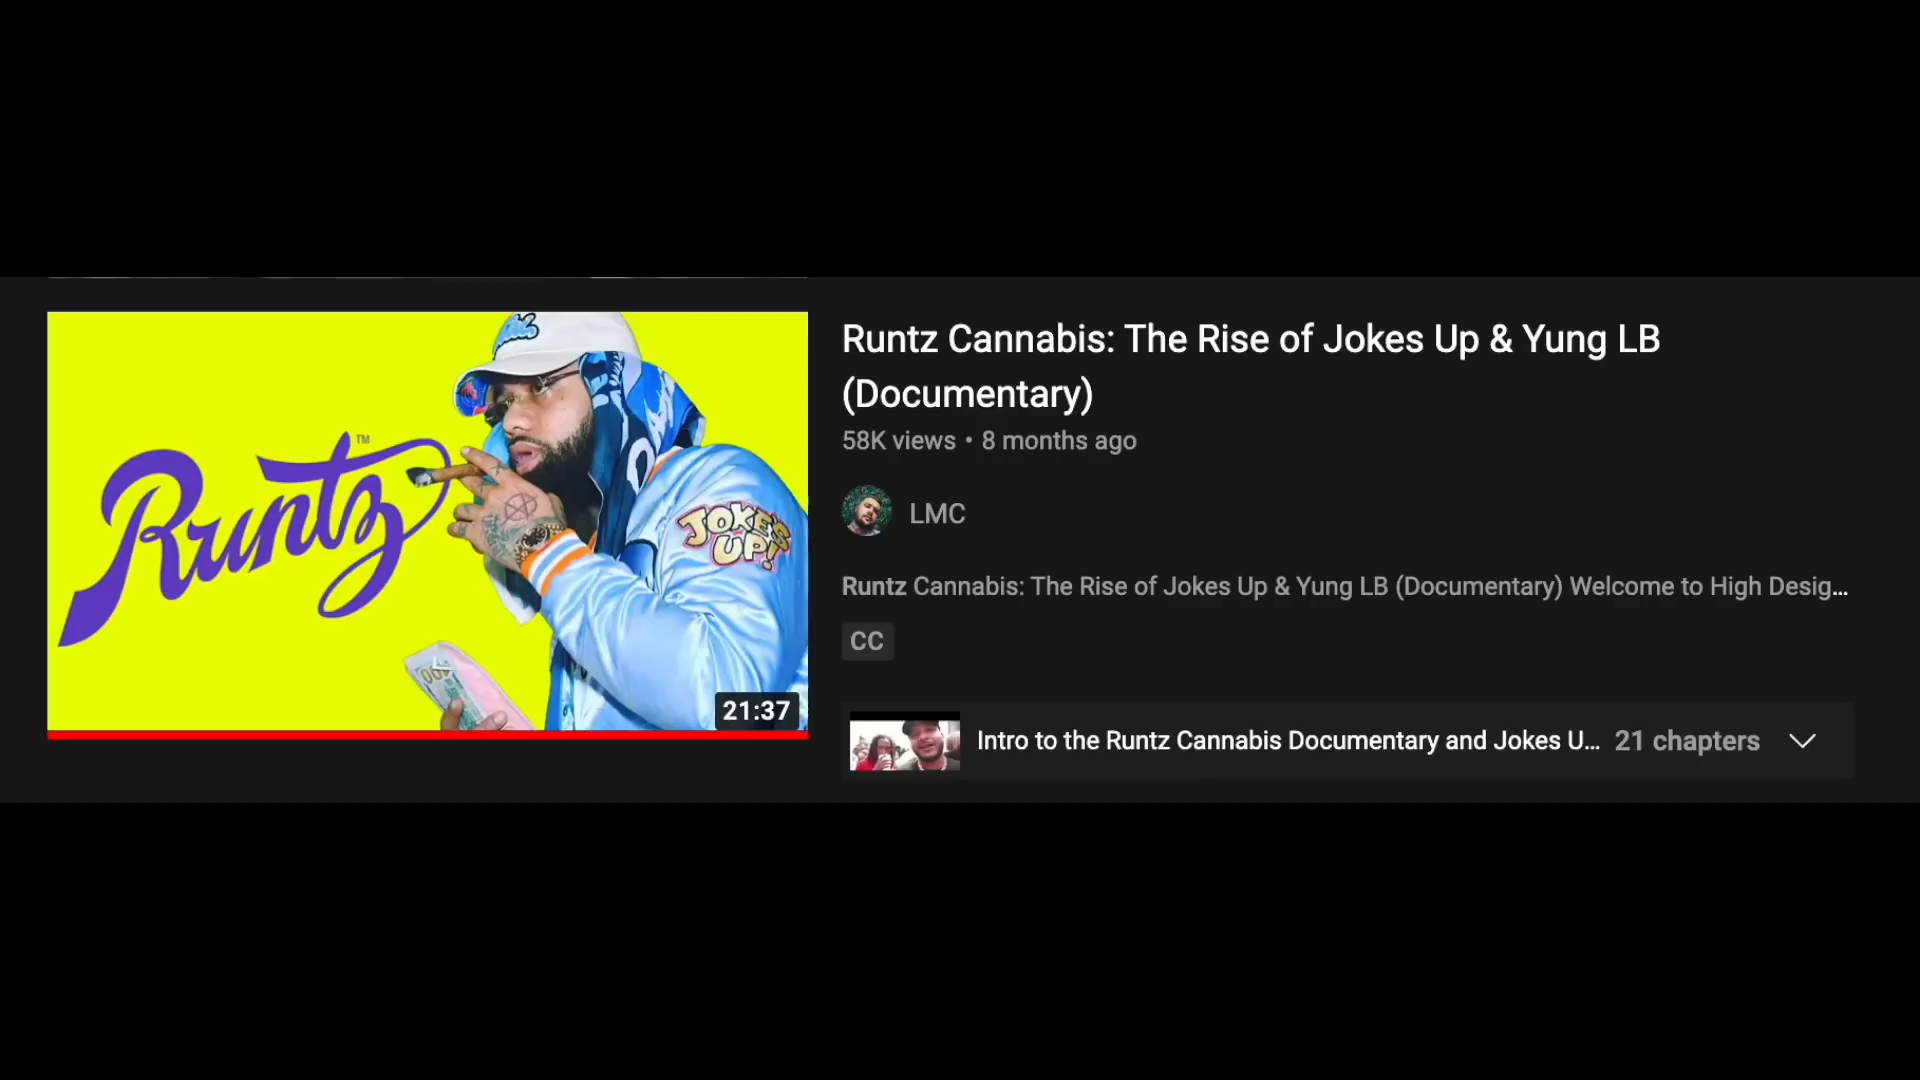 Runtz Cannabis: The Rise of Jokes Up & Yung LB
(Documentary)
58K views • 8 months ago
Runtz
TM
JOKES
UP!
LMC
Runtz Cannabis: The Rise of Jokes Up & Yung LB (Documentary) Welcome to High Desig...
CC
21:37
Intro to the Runtz Cannabis Documentary and Jokes U... 21 chapters